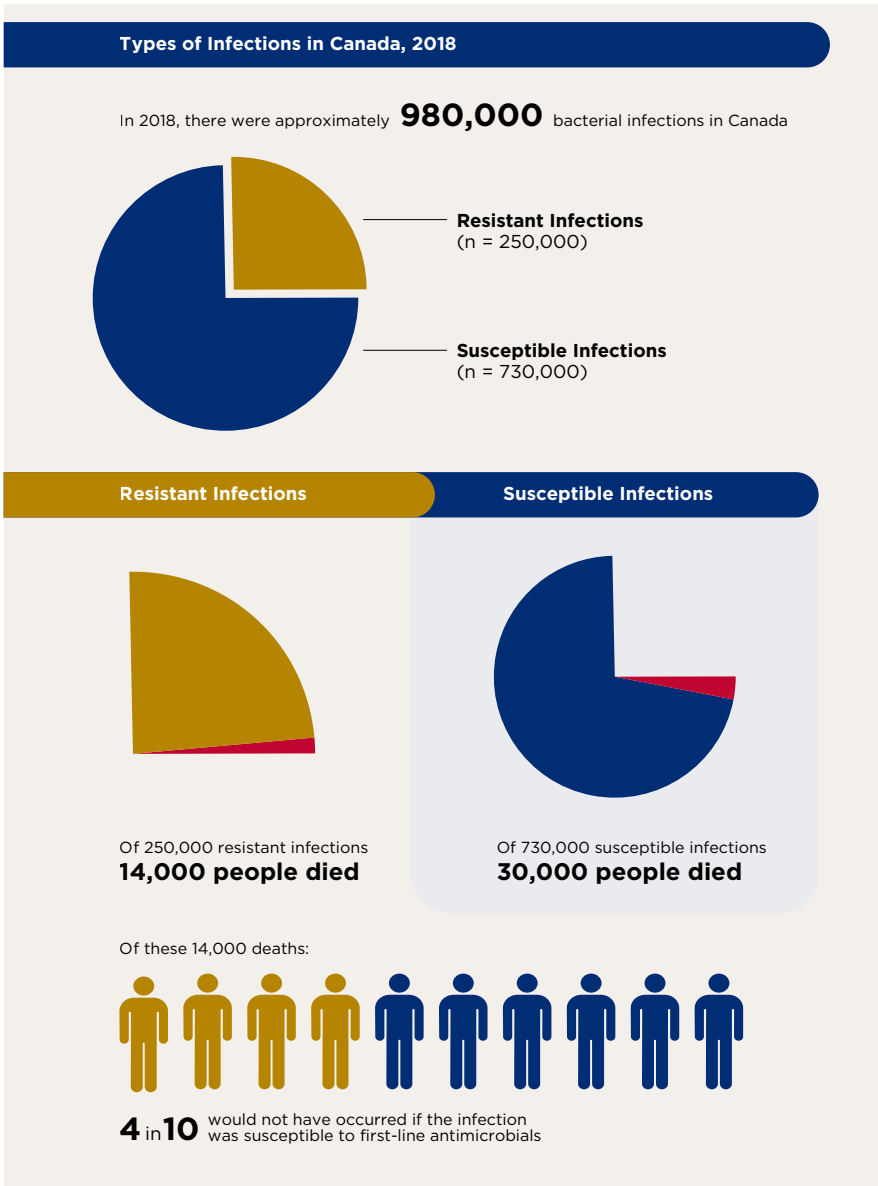 Types of Infections in Canada, 2018
In 2018, there were approximately 980,000 bacterial infections in Canada
Resistant Infections
(n = 250,000)
Susceptible Infections
(n = 730,000)
Resistant Infections
Susceptible Infections
Of 250,000 resistant infections
14,000 people died
Of 730,000 susceptible infections
30,000 people died
Of these 14,000 deaths:
4 in 10 would not have occurred if the infection
was susceptible to first-line antimicrobials